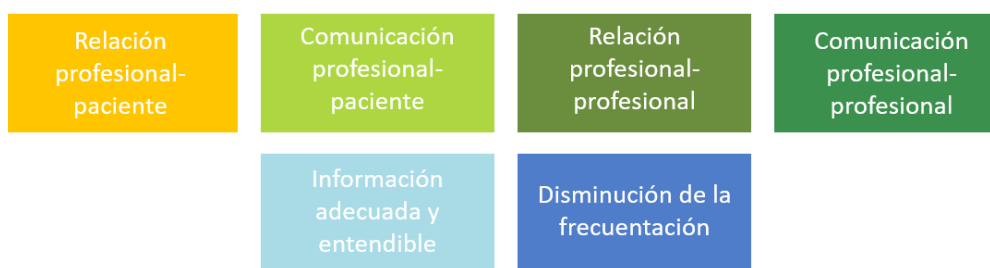 Relación
profesional-
paciente
Comunicación
profesional-
paciente
Relación
profesional-
profesional
Comunicación
profesional-
profesional
Información
adecuada y
entendible
Disminución de la
frecuentación